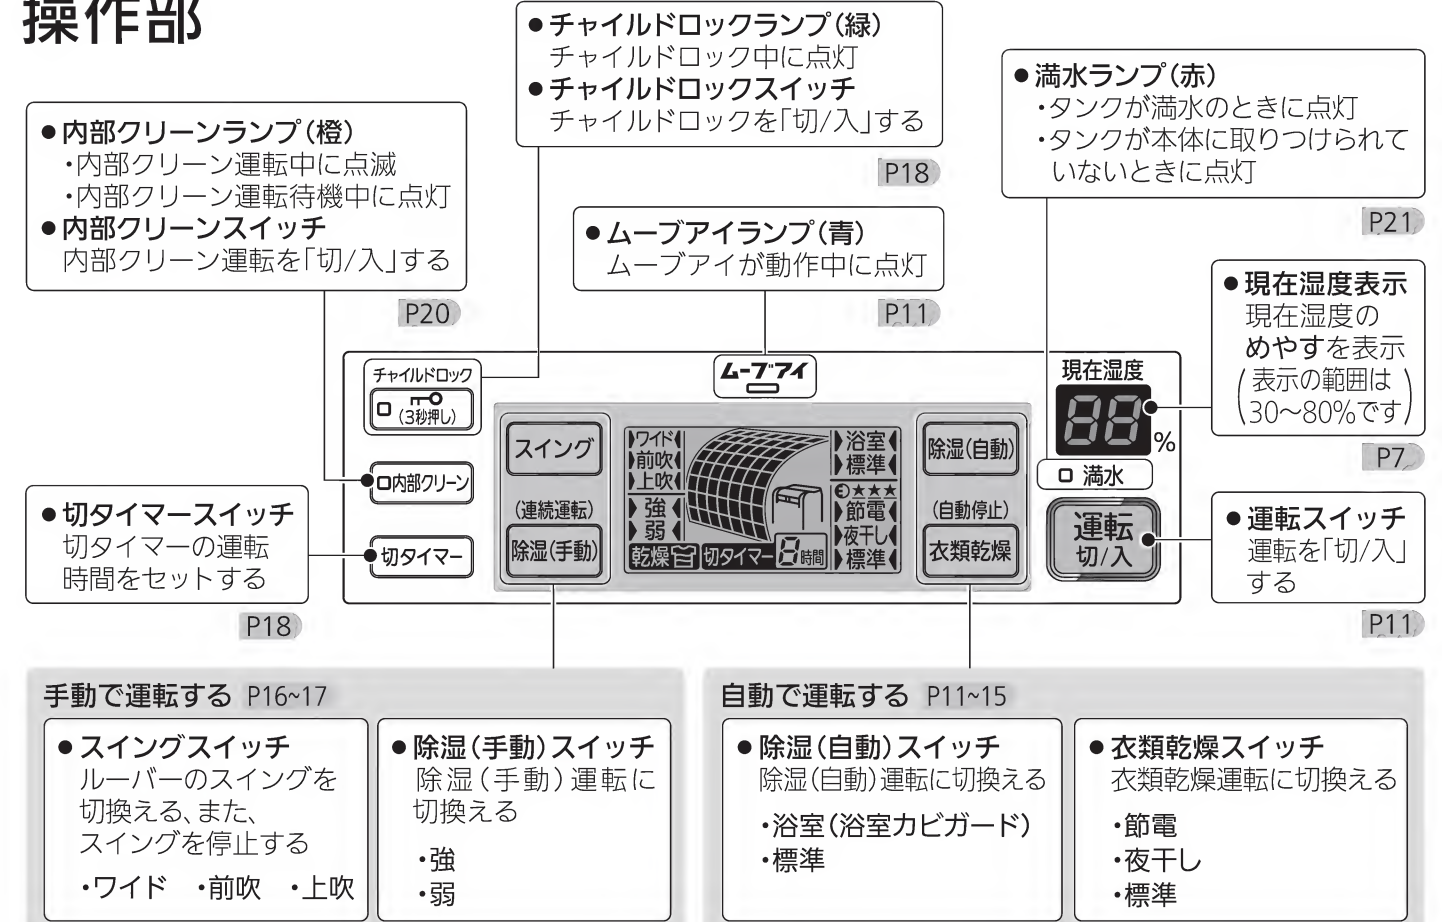 操作部
●チャイルドロックランプ（緑）
チャイルドロック中に点灯
●チャイルドロックスイッチ
チャイルドロックを「切/入」する
P18
●満水ランプ（赤）
・タンクが満水のときに点灯
・タンクが本体に取りつけられて
いないときに点灯
P21
●内部クリーンランプ（橙）
・内部クリーン運転中に点滅
・内部クリーン運転待機中に点灯
●内部クリーンスイッチ
内部クリーン運転を「切/入」する
P20
●ムーブアイランプ（青）
ムーブアイが動作中に点灯
P11
●現在湿度表示
現在湿度の
めやすを表示
（表示の範囲は
30～80%です）
P7
●切タイマースイッチ
切タイマーの運転
時間をセットする
P18
●運転スイッチ
運転を「切/入」
する
P11
チャイルドロック
（3秒押し）
内部クリーン
切タイマー
ムーブアイ
スイング
（連続運転）
除湿（手動）
ワイド
前吹
上吹
強
弱
乾燥
切タイマー 8時間
浴室
標準
★★★
節電
夜干し
標準
除湿（自動）
（自動停止）
衣類乾燥
現在湿度
88%
満水
運転
切/入
手動で運転する P16~17
●スイングスイッチ
ルーバーのスイングを
切換える、また、
スイングを停止する
・ワイド ・前吹 ・上吹
●除湿（手動）スイッチ
除湿（手動）運転に
切換える
・強
・弱
自動で運転する P11~15
●除湿（自動）スイッチ
除湿（自動）運転に切換える
・浴室（浴室カビガード）
・標準
●衣類乾燥スイッチ
衣類乾燥運転に切換える
・節電
・夜干し
・標準